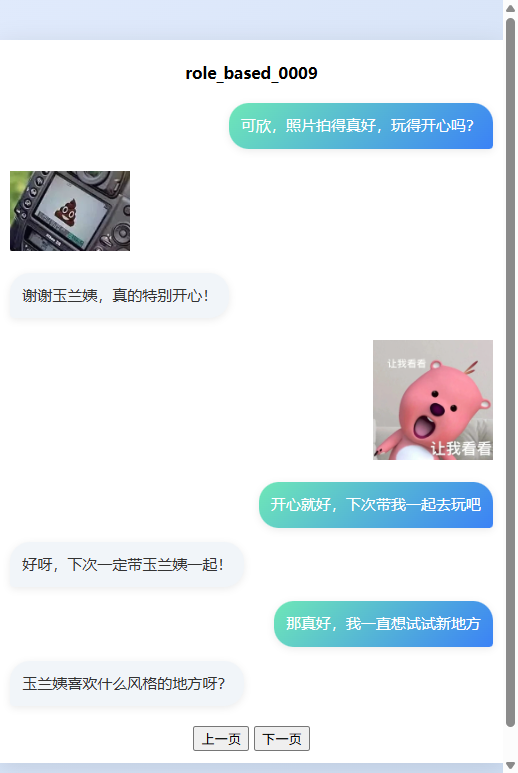 role_based_0009
可欣，照片拍得真好，玩得开心吗？
谢谢玉兰姨，真的特别开心！
让我看看
让我看看
开心就好，下次带我一起去玩吧
好呀，下次一定带玉兰姨一起！
那真好，我一直想试试新地方
玉兰姨喜欢什么风格的地方呀？
上一页 下一页